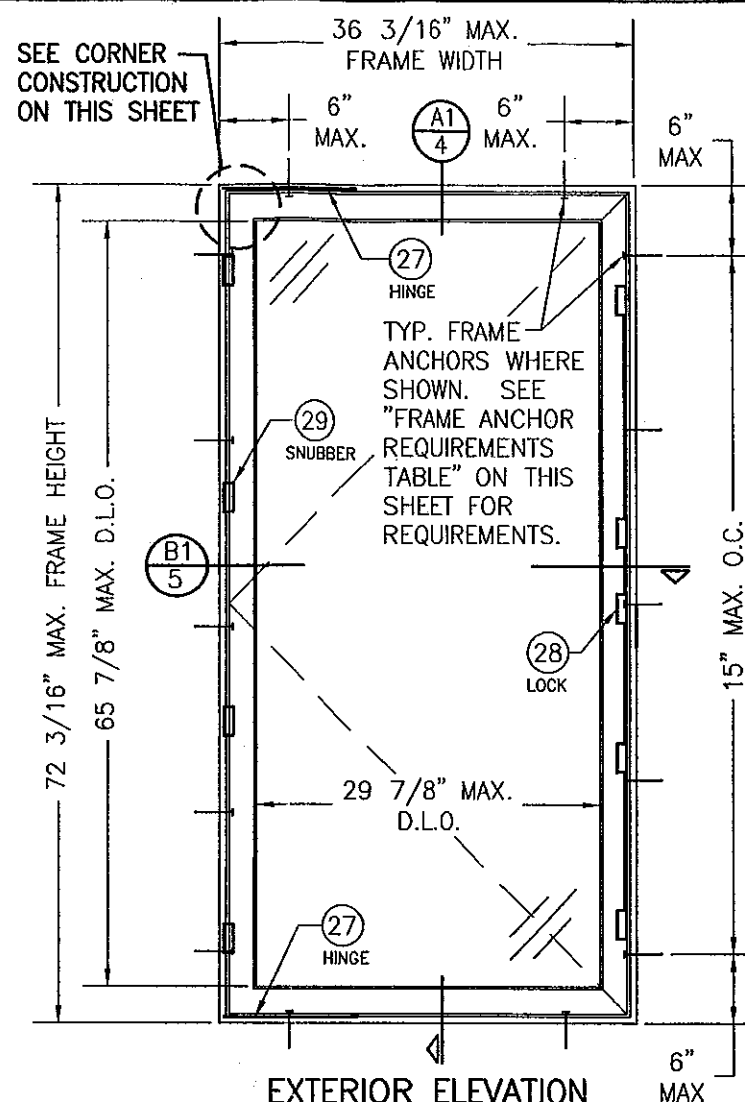 36 3/16" MAX.
FRAME WIDTH
SEE CORNER
CONSTRUCTION
ON THIS SHEET
6"
MAX.
A1
4
6"
MAX.
6"
MAX
27
HINGE
TYP. FRAME
ANCHORS WHERE
SHOWN. SEE
"FRAME ANCHOR
REQUIREMENTS
TABLE" ON THIS
SHEET FOR
REQUIREMENTS.
29
SNUBBER
72 3/16" MAX. FRAME HEIGHT
65 7/8" MAX. D.L.O.
B1
5
15" MAX. O.C.
28
LOCK
29 7/8" MAX.
D.L.O.
27
HINGE
6"
MAX
EXTERIOR ELEVATION